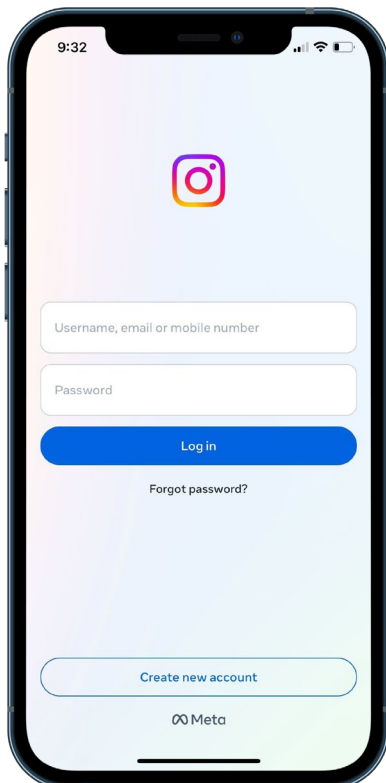 9:32
Username, email or mobile number
Password
Log in
Forgot password?
Create new account
Meta